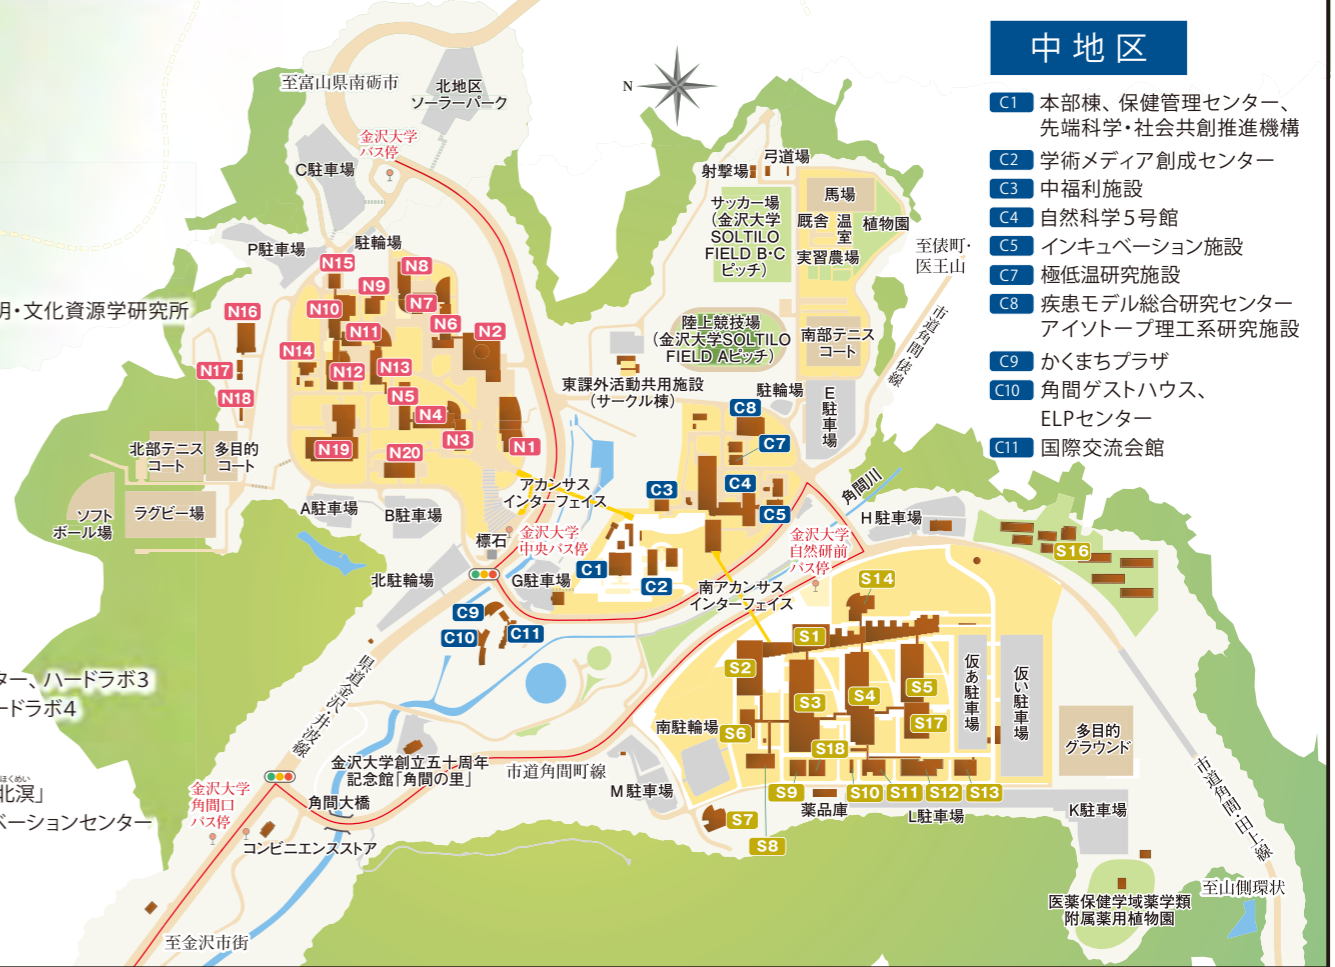 中地区
C1 本部棟、保健管理センター、
先端科学・社会共創推進機構
C2 学術メディア創成センター
C3 中福利施設
C4 自然科学５号館
C5 インキュベーション施設
C7 極低温研究施設
C8 疾患モデル総合研究センター
アイソトープ理工系研究施設
C9 かくまちプラザ
C10 角間ゲストハウス、
ELPセンター
C11 国際交流会館
至富山県南砺市
北地区
ソーラーパーク
N
金沢大学
バス停
C駐車場
P駐車場
駐輪場
射撃場
弓道場
サッカー場
（金沢大学
SOLTILO
FIELD B・C
ピッチ）
馬場
厩舎
温室
植物園
実習農場
至俵町・
医王山
市道角間・俵線
N15
N8
N9
N7
N10
N6
N2
N11
N16
N14
N12
N13
N17
N18
N5
N4
N3
N1
N19
N20
明・文化資源学研究所
陸上競技場
（金沢大学SOLTILO
FIELD Aピッチ）
南部テニス
コート
東課外活動共用施設
（サークル棟）
駐輪場
E駐車場
C8
C7
C4
C3
C5
北部テニス
コート
多目的
コート
ソフト
ボール場
ラグビー場
A駐車場
B駐車場
アカンサス
インターフェイス
角間川
H駐車場
標石
金沢大学
中央バス停
金沢大学
自然研前
バス停
S16
北駐輪場
G駐車場
C1
C2
南アカンサス
インターフェイス
S14
C9
C10
C11
S1
S2
S3
S4
S5
S6
S17
S18
仮あ駐車場
仮い駐車場
多目的
グラウンド
南駐輪場
ター、ハードラボ3
ードラボ4
県道金沢・井波線
金沢大学創立五十周年
記念館「角間の里」
市道角間町線
M駐車場
S9
S10
S11
S12
S13
薬品庫
L駐車場
K駐車場
S7
S8
市道角間・田上線
ほくめい
北溟」
ベーションセンター
金沢大学
角間口
バス停
角間大橋
コンビニエンスストア
至金沢市街
医薬保健学域薬学類
附属薬用植物園
至山側環状